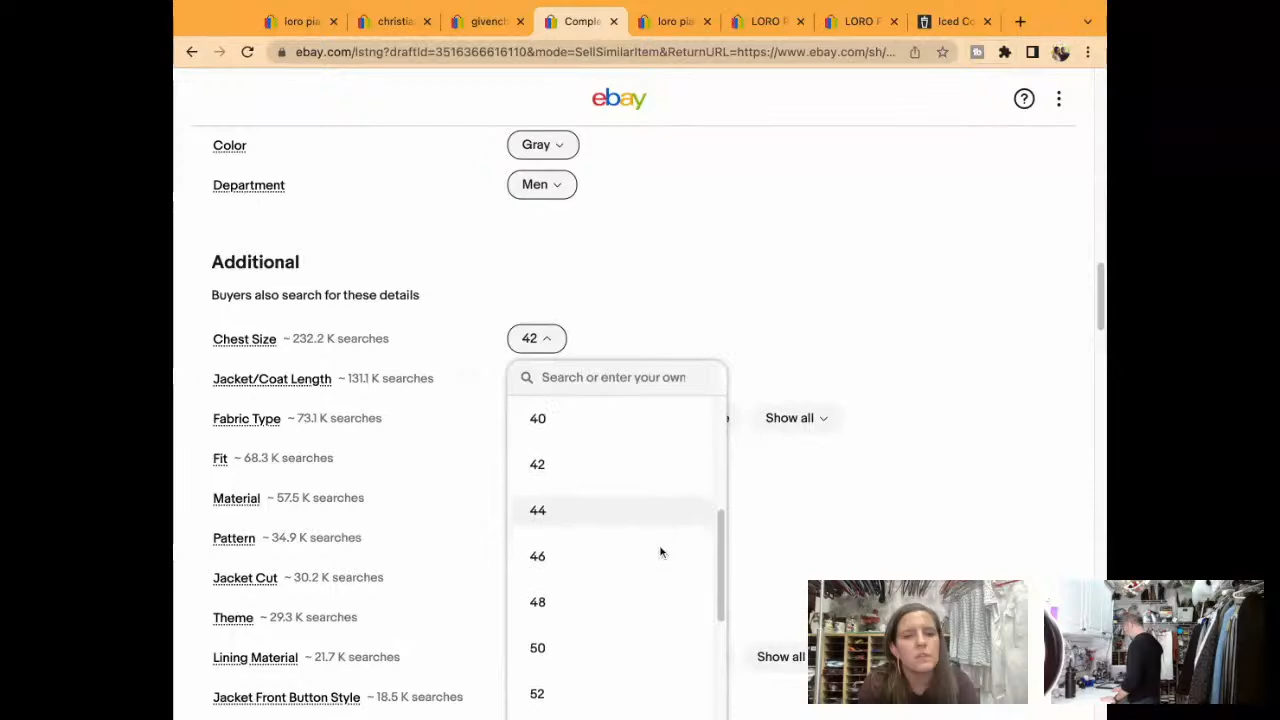 loro pia
christia
givench
Comple
loro pia
LORO P
LORO F
Iced Co
ebay.com/lstng?draftId=3516366616110&mode=SellSimilarItem&ReturnURL=https://www.ebay.com/sh/...
ebay
Color
Gray
Department
Men
Additional
Buyers also search for these details
Chest Size ~ 232.2 K searches
42
Jacket/Coat Length ~ 131.1 K searches
Search or enter your own
Fabric Type ~ 73.1 K searches
40
Show all
Fit ~ 68.3 K searches
42
Material ~ 57.5 K searches
44
Pattern ~ 34.9 K searches
46
Jacket Cut ~ 30.2 K searches
48
Theme ~ 29.3 K searches
Lining Material ~ 21.7 K searches
50
Show all
Jacket Front Button Style ~ 18.5 K searches
52